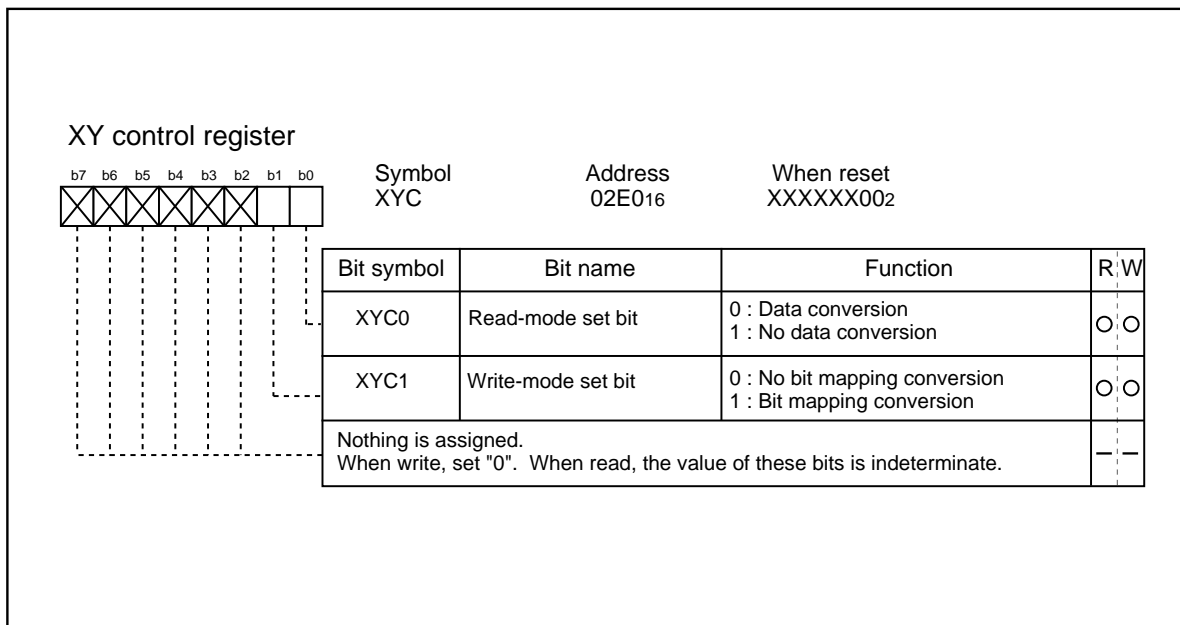 XY control register
b7 b6 b5 b4 b3 b2 b1 b0
Symbol Address When reset
XYC 02E016 XXXXXX002
Bit symbol Bit name Function R W
XYC0 Read-mode set bit 0 : Data conversion
1 : No data conversion
XYC1 Write-mode set bit 0 : No bit mapping conversion
1 : Bit mapping conversion
Nothing is assigned.
When write, set "0". When read, the value of these bits is indeterminate.